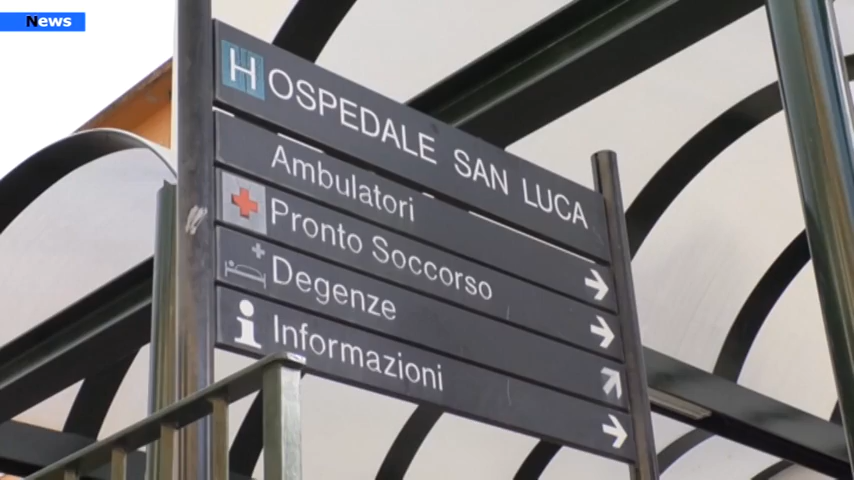 News
HOSPEDALE SAN LUCA
Ambulatori
Pronto Soccorso
Degenze
Informazioni